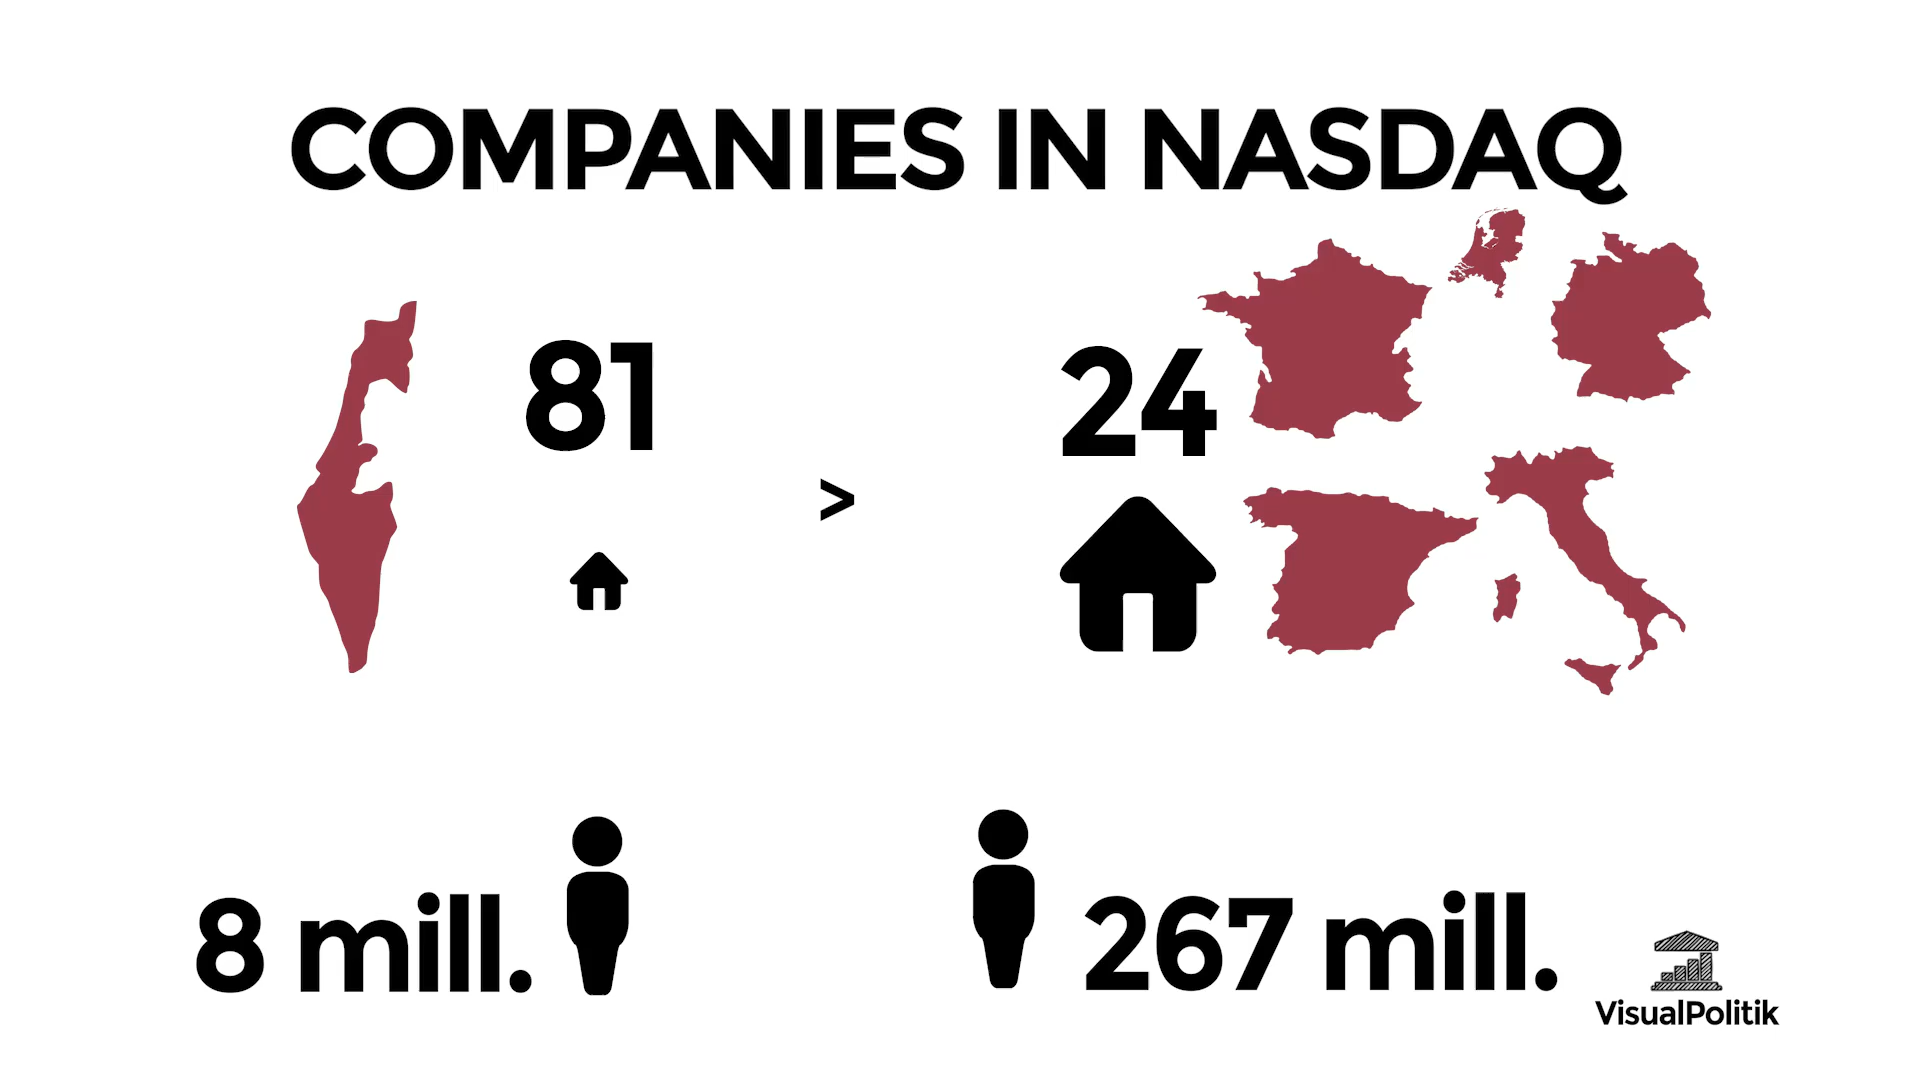 COMPANIES IN NASDAQ
81
>
24
8 mill.
267 mill.
VisualPolitik